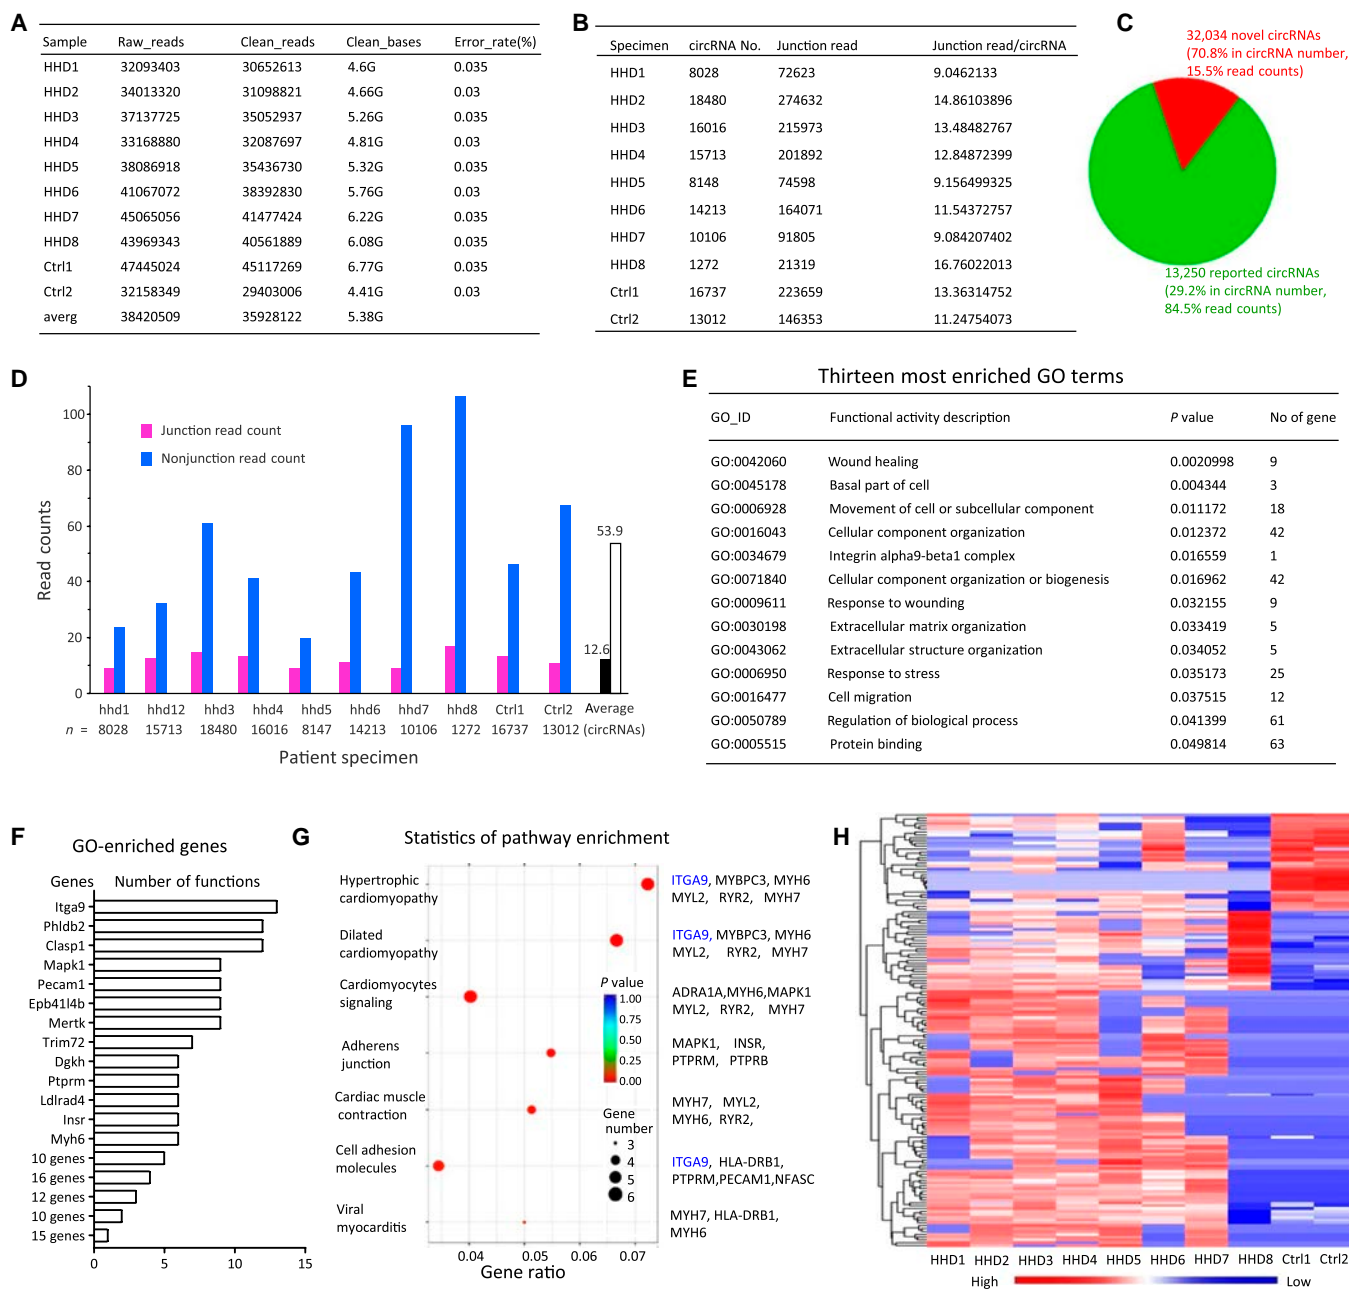 A
Sample Raw_reads Clean_reads Clean_bases Error_rate(%)
HHD1 32093403 30652613 4.6G 0.035
HHD2 34013320 31098821 4.66G 0.03
HHD3 37137725 35052937 5.26G 0.035
HHD4 33168880 32087697 4.81G 0.03
HHD5 38086918 35436730 5.32G 0.035
HHD6 41067072 38392830 5.76G 0.03
HHD7 45065056 41477424 6.22G 0.035
HHD8 43969343 40561889 6.08G 0.035
Ctrl1 47445024 45117269 6.77G 0.035
Ctrl2 32158349 29403006 4.41G 0.03
averg 38420509 35928122 5.38G
B
Specimen circRNA No. Junction read Junction read/circRNA
HHD1 8028 72623 9.0462133
HHD2 18480 274632 14.86103896
HHD3 16016 215973 13.48482767
HHD4 15713 201892 12.84872399
HHD5 8148 74598 9.156499325
HHD6 14213 164071 11.54372757
HHD7 10106 91805 9.084207402
HHD8 1272 21319 16.76022013
Ctrl1 16737 223659 13.36314752
Ctrl2 13012 146353 11.24754073
C
32,034 novel circRNAs
(70.8% in circRNA number,
15.5% read counts)
13,250 reported circRNAs
(29.2% in circRNA number,
84.5% read counts)
D
Read counts
100
80
60
40
20
0
Junction read count
Nonjunction read count
53.9
12.6
hhd1 hhd12 hhd3 hhd4 hhd5 hhd6 hhd7 hhd8 Ctrl1 Ctrl2 Average
n = 8028 15713 18480 16016 8147 14213 10106 1272 16737 13012 (circRNAs)
Patient specimen
E
Thirteen most enriched GO terms
GO_ID Functional activity description P value No of gene
GO:0042060 Wound healing 0.0020998 9
GO:0045178 Basal part of cell 0.004344 3
GO:0006928 Movement of cell or subcellular component 0.011172 18
GO:0016043 Cellular component organization 0.012372 42
GO:0034679 Integrin alpha9-beta1 complex 0.016559 1
GO:0071840 Cellular component organization or biogenesis 0.016962 42
GO:0009611 Response to wounding 0.032155 9
GO:0030198 Extracellular matrix organization 0.033419 5
GO:0043062 Extracellular structure organization 0.034052 5
GO:0006950 Response to stress 0.035173 25
GO:0016477 Cell migration 0.037515 12
GO:0050789 Regulation of biological process 0.041399 61
GO:0005515 Protein binding 0.049814 63
F
GO-enriched genes
Genes Number of functions
Itga9
Phldb2
Clasp1
Mapk1
Pecam1
Epb41l4b
Mertk
Trim72
Dgkh
Ptprm
Ldlrad4
Insr
Myh6
10 genes
16 genes
12 genes
10 genes
15 genes
0 5 10 15
G
Statistics of pathway enrichment
Hypertrophic
cardiomyopathy
ITGA9, MYBPC3, MYH6
MYL2, RYR2, MYH7
Dilated
cardiomyopathy
ITGA9, MYBPC3, MYH6
MYL2, RYR2, MYH7
Cardiomyocytes
signaling
ADRA1A,MYH6,MAPK1
MYL2, RYR2, MYH7
Adherens
junction
MAPK1, INSR,
PTPRM, PTPRB
Cardiac muscle
contraction
MYH7, MYL2,
MYH6, RYR2,
Cell adhesion
molecules
ITGA9, HLA-DRB1,
PTPRM,PECAM1,NFASC
Viral
myocarditis
MYH7, HLA-DRB1,
MYH6
P value
1.00
0.75
0.50
0.25
0.00
Gene
number
3
4
5
6
0.04 0.05 0.06 0.07
Gene ratio
H
HHD1 HHD2 HHD3 HHD4 HHD5 HHD6 HHD7 HHD8 Ctrl1 Ctrl2
High Low